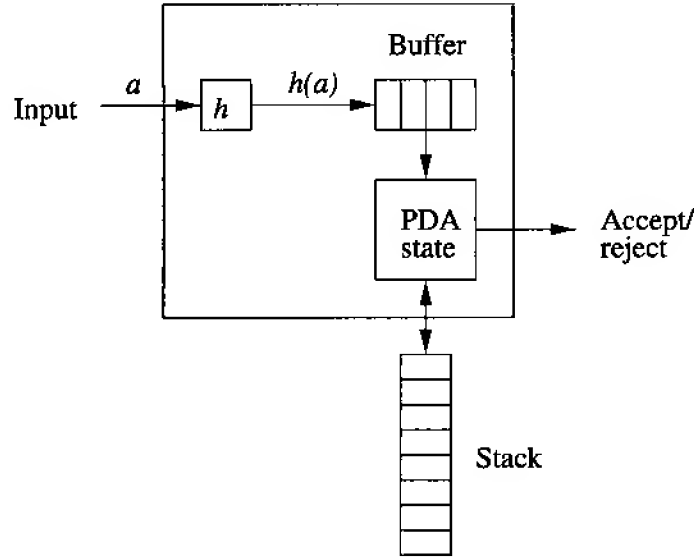 Buffer
a
h(a)
Input
h
PDA
state
Accept/
reject
Stack